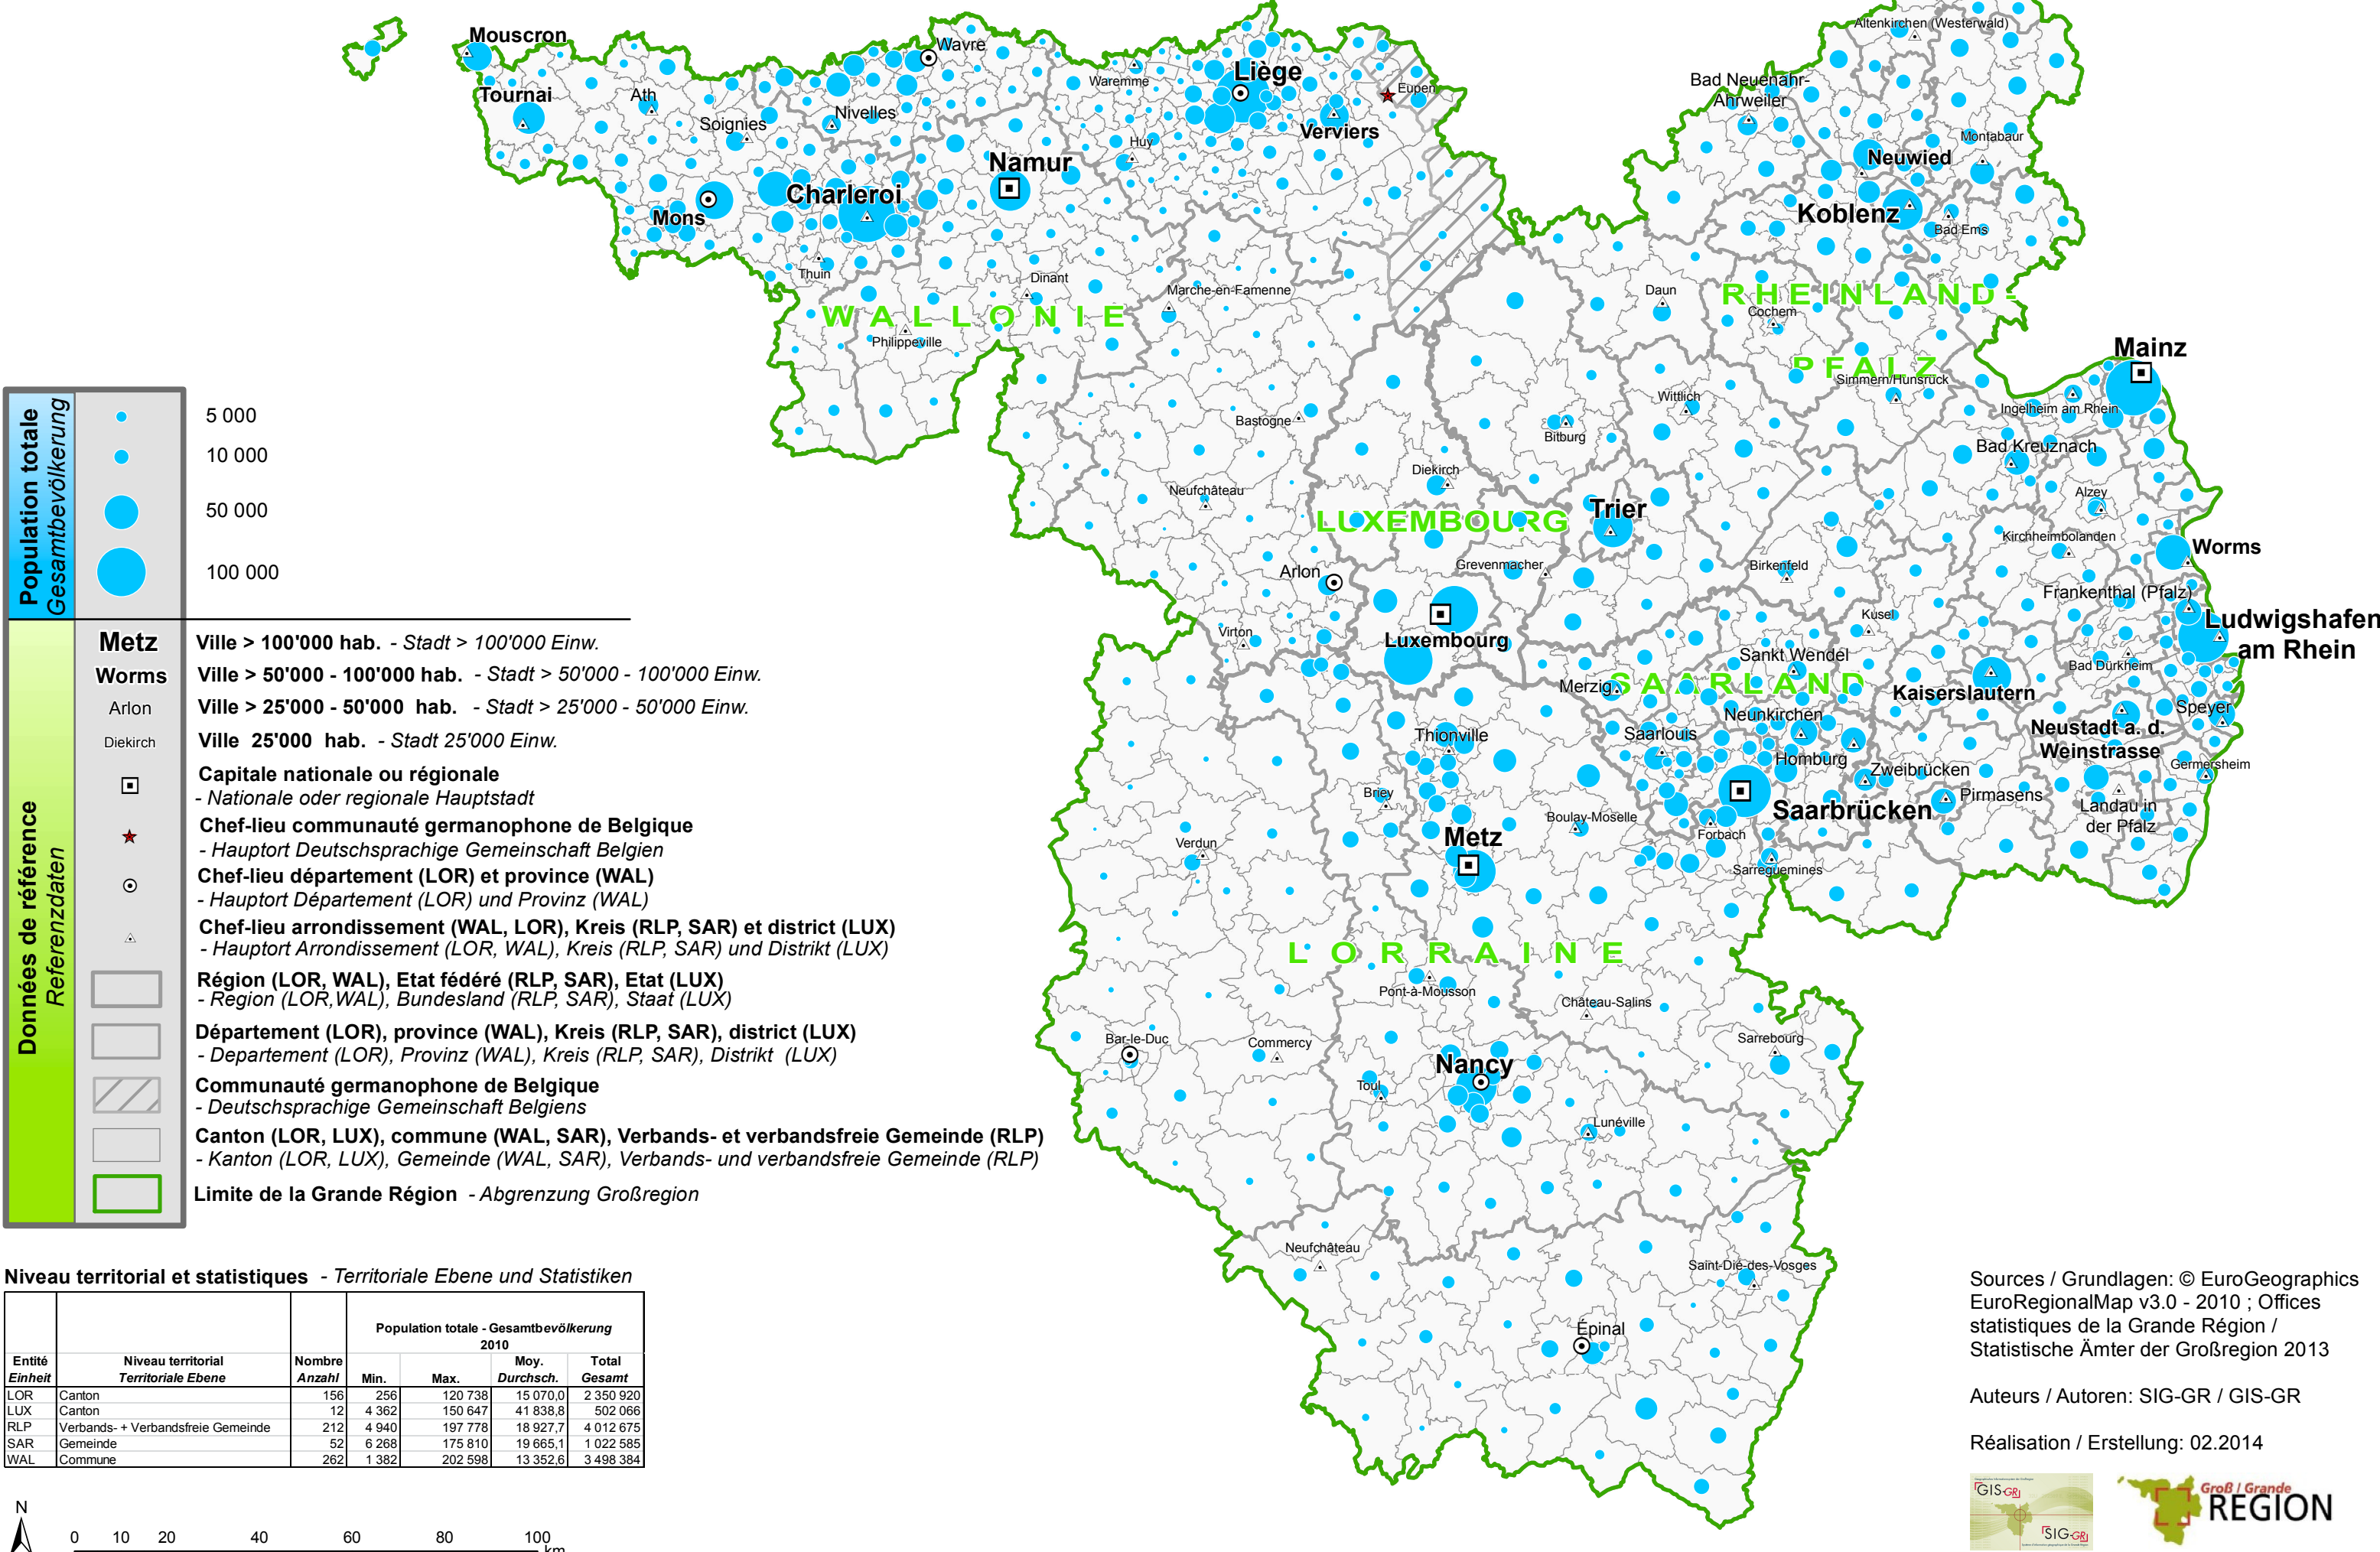 Mouscron
Tournai
Ath
Soignies
Nivelles
Wavre
Waremme
Liège
Eupen
Verviers
Huy
Namur
Charleroi
Mons
Thuin
Dinant
Marche-en-Famenne
WALLONIE
Philippeville
Bastogne
Neufchâteau
Arlon
Virton
Altenkirchen (Westerwald)
Bad Neuenahr-
Ahrweiler
Montabaur
Neuwied
Koblenz
Bad Ems
Daun
RHEINLAND-
Cochem
PFALZ
Simmern/Hunsrück
Mainz
Ingelheim am Rhein
Wittlich
Bitburg
Bad Kreuznach
Alzey
Diekirch
LUXEMBOURG
Trier
Kirchheimbolanden
Worms
Grevenmacher
Birkenfeld
Frankenthal (Pfalz)
Luxembourg
Kusel
Ludwigshafen
am Rhein
Sankt Wendel
Bad Dürkheim
Merzig
SAARLAND
Kaiserslautern
Speyer
Neunkirchen
Neustadt a. d.
Weinstrasse
Thionville
Saarlouis
Homburg
Zweibrücken
Germersheim
Briey
Pirmasens
Saarbrücken
Landau in
der Pfalz
Boulay-Moselle
Forbach
Metz
Verdun
Sarreguemines
LORRAINE
Pont-à-Mousson
Château-Salins
Bar-le-Duc
Commercy
Sarrebourg
Nancy
Toul
Lunéville
Neufchâteau
Saint-Dié-des-Vosges
Épinal
Population totale
Gesamtbevölkerung
5 000
10 000
50 000
100 000
Données de référence
Referenzdaten
Metz Ville > 100'000 hab. - Stadt > 100'000 Einw.
Worms Ville > 50'000 - 100'000 hab. - Stadt > 50'000 - 100'000 Einw.
Arlon Ville > 25'000 - 50'000 hab. - Stadt > 25'000 - 50'000 Einw.
Diekirch Ville 25'000 hab. - Stadt 25'000 Einw.
Capitale nationale ou régionale
- Nationale oder regionale Hauptstadt
Chef-lieu communauté germanophone de Belgique
- Hauptort Deutschsprachige Gemeinschaft Belgien
Chef-lieu département (LOR) et province (WAL)
- Hauptort Département (LOR) und Provinz (WAL)
Chef-lieu arrondissement (WAL, LOR), Kreis (RLP, SAR) et district (LUX)
- Hauptort Arrondissement (LOR, WAL), Kreis (RLP, SAR) und Distrikt (LUX)
Région (LOR, WAL), Etat fédéré (RLP, SAR), Etat (LUX)
- Region (LOR,WAL), Bundesland (RLP, SAR), Staat (LUX)
Département (LOR), province (WAL), Kreis (RLP, SAR), district (LUX)
- Departement (LOR), Provinz (WAL), Kreis (RLP, SAR), Distrikt (LUX)
Communauté germanophone de Belgique
- Deutschsprachige Gemeinschaft Belgiens
Canton (LOR, LUX), commune (WAL, SAR), Verbands- et verbandsfreie Gemeinde (RLP)
- Kanton (LOR, LUX), Gemeinde (WAL, SAR), Verbands- und verbandsfreie Gemeinde (RLP)
Limite de la Grande Région - Abgrenzung Großregion
Niveau territorial et statistiques - Territoriale Ebene und Statistiken
Population totale - Gesamtbevölkerung
2010
Entité Niveau territorial Nombre Moy. Total
Einheit Territoriale Ebene Anzahl Min. Max. Durchsch. Gesamt
LOR Canton 156 256 120 738 15 070,0 2 350 920
LUX Canton 12 4 362 150 647 41 838,8 502 066
RLP Verbands- + Verbandsfreie Gemeinde 212 4 940 197 778 18 927,7 4 012 675
SAR Gemeinde 52 6 268 175 810 19 665,1 1 022 585
WAL Commune 262 1 382 202 598 13 352,6 3 498 384
N
0 10 20 40 60 80 100
km
Sources / Grundlagen: © EuroGeographics
EuroRegionalMap v3.0 - 2010 ; Offices
statistiques de la Grande Région /
Statistische Ämter der Großregion 2013
Auteurs / Autoren: SIG-GR / GIS-GR
Réalisation / Erstellung: 02.2014
GIS-GR
SIG-GR
Groß / Grande
REGION